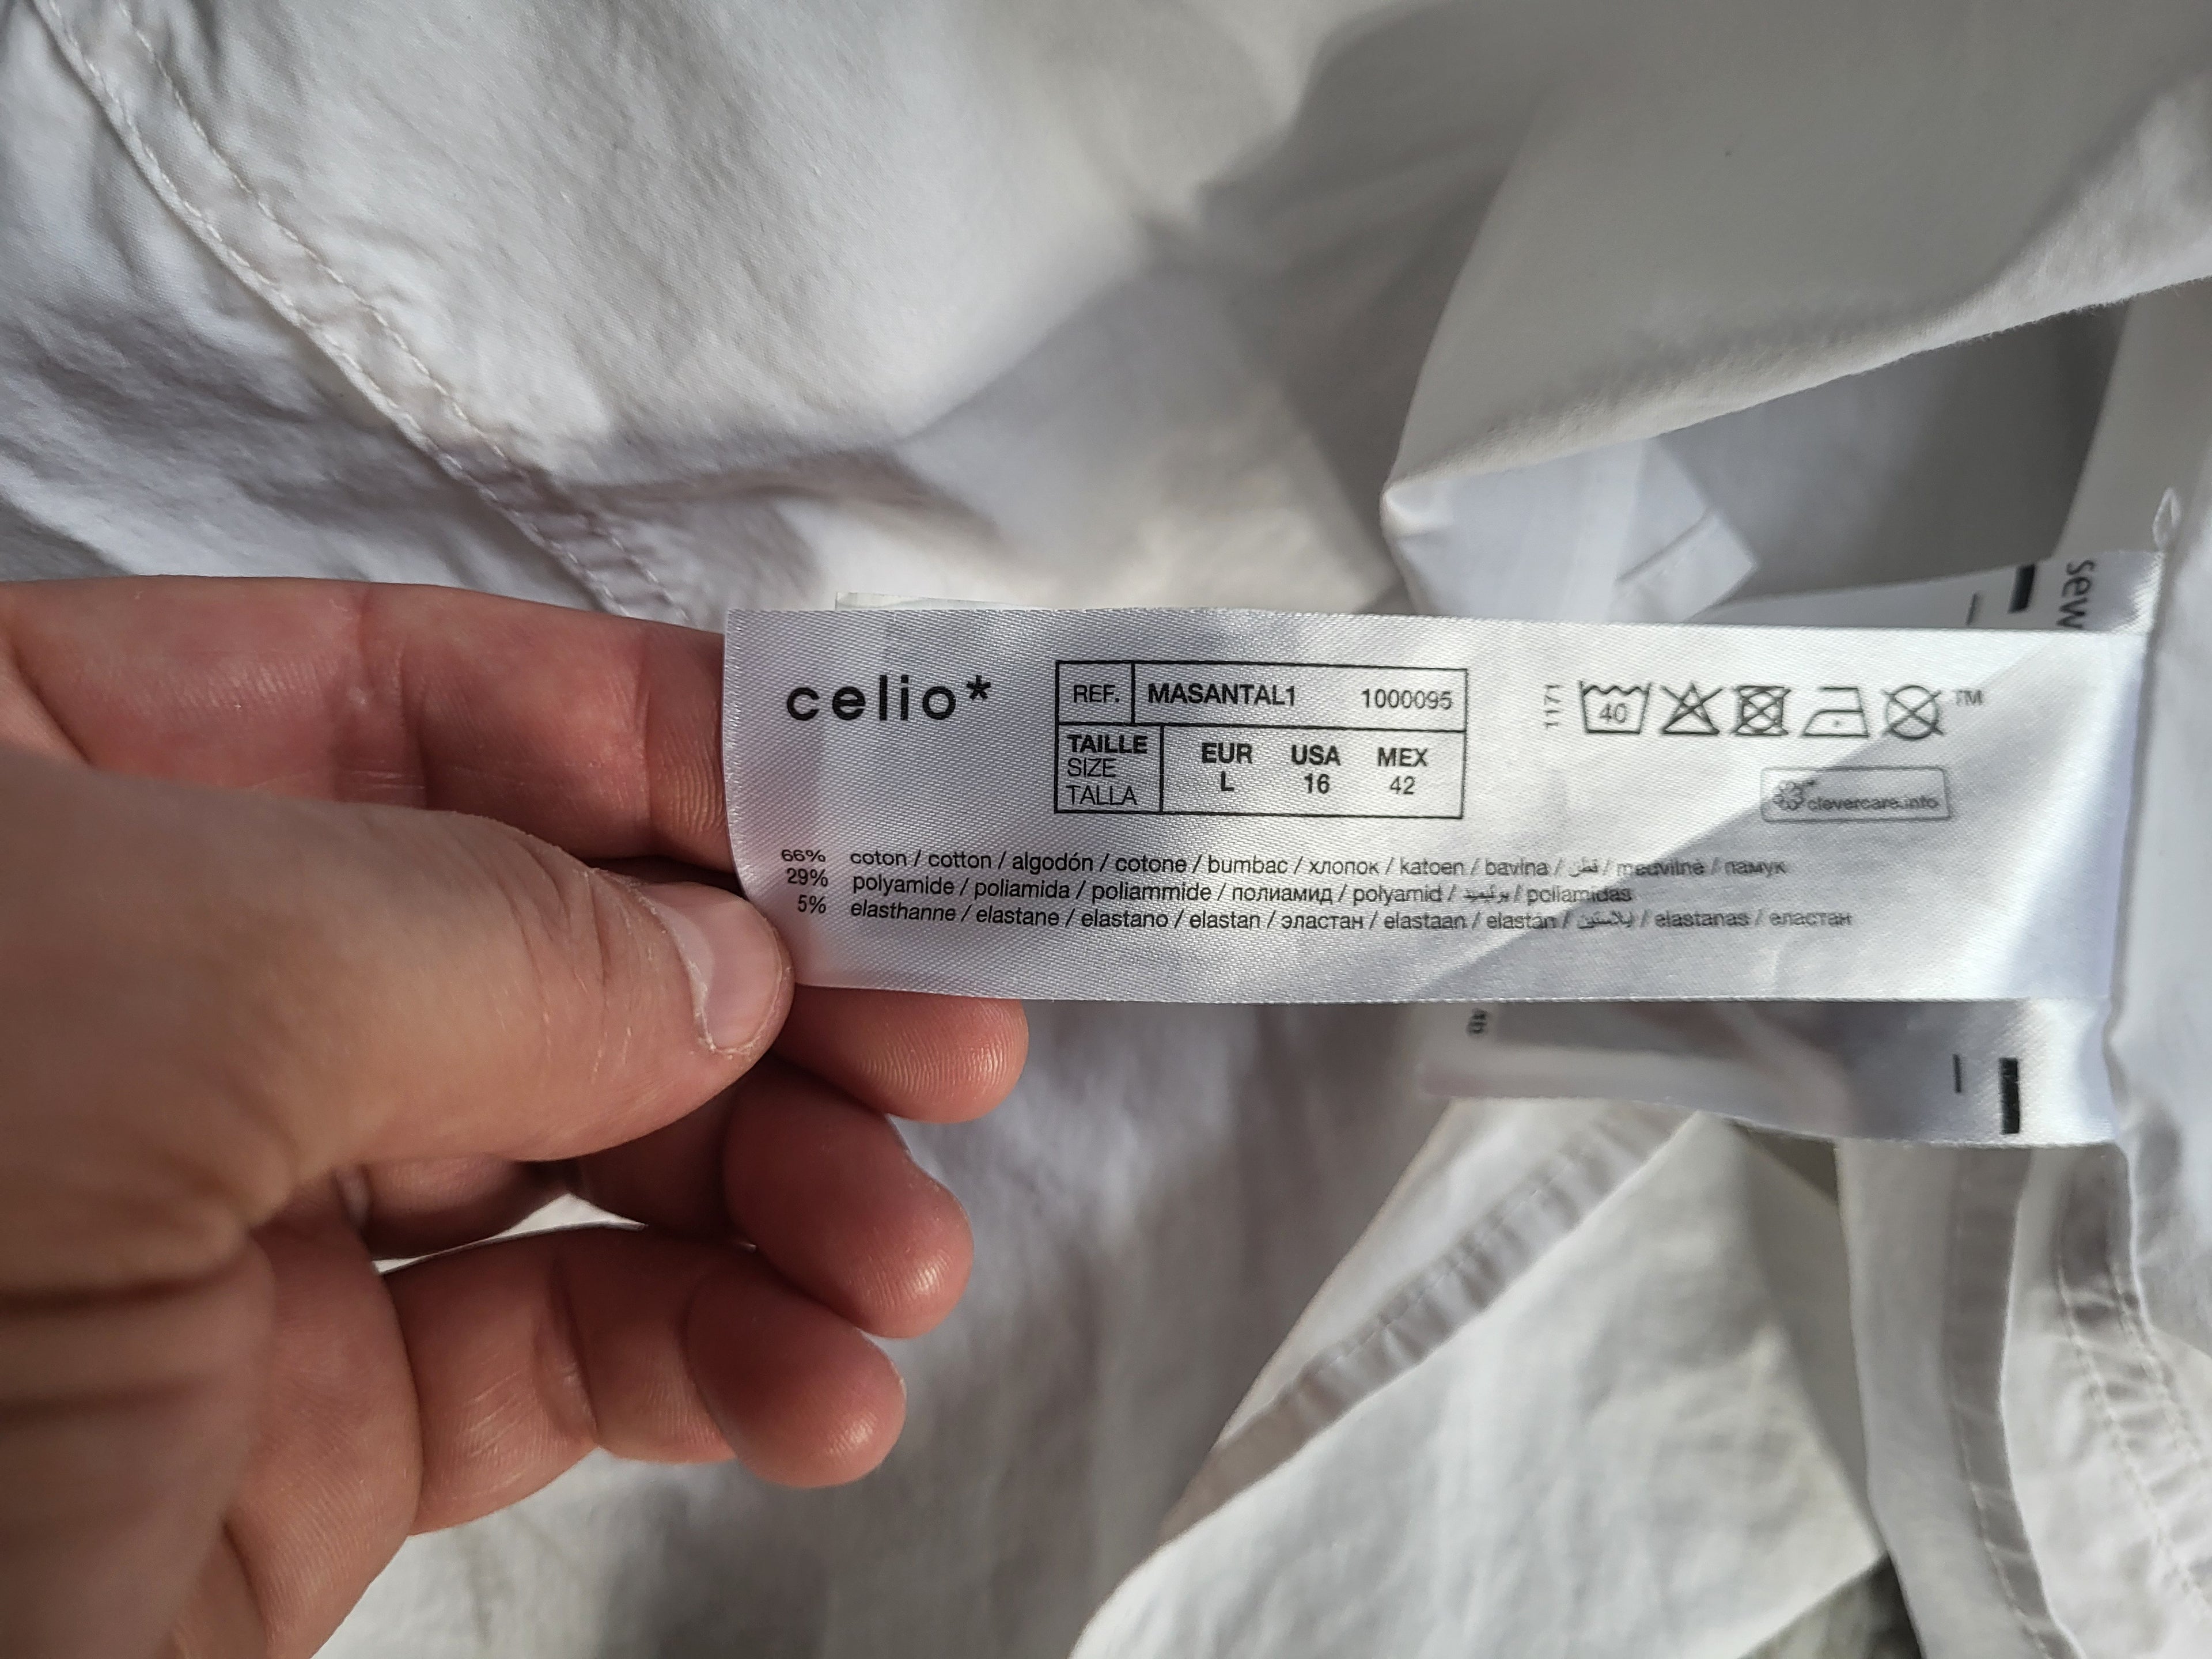 celio*
REF. MASANTAL1 1000095
TAILLE
SIZE
TALLA
EUR USA MEX
L 16 42
1171
40
TM
clevercare.info
66% coton / cotton / algodón / cotone / bumbac / хлопок / katoen / bavlna / قطن / medvilnė / памук
29% polyamide / poliamida / poliammide / полиамид / polyamid / / poliamidas
5% elasthanne / elastane / elastano / elastan / эластан / elastaan / elastán / / elastanas / еластан
sew